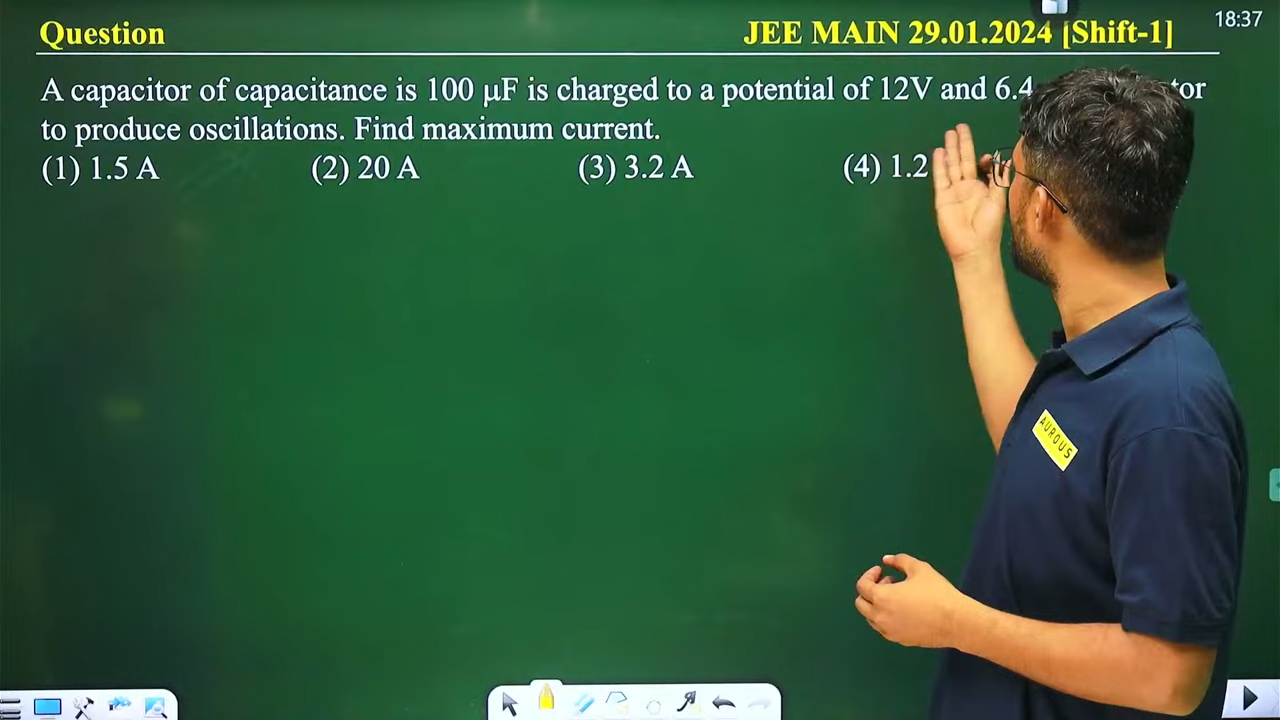 Question
JEE MAIN 29.01.2024 [Shift-1]
18:37
A capacitor of capacitance is 100 μF is charged to a potential of 12V and 6.4
to produce oscillations. Find maximum current.
(1) 1.5 A (2) 20 A (3) 3.2 A (4) 1.2
AUROUS